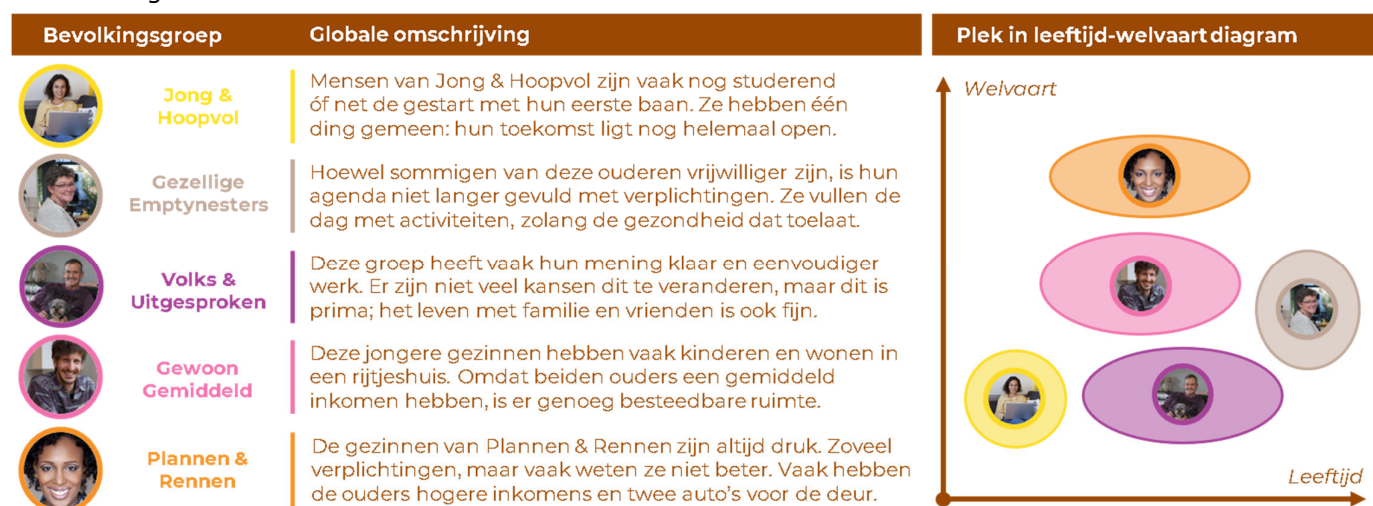 Bevolkingsgroep
Globale omschrijving
Plek in leeftijd-welvaart diagram
Jong &
Hoopvol
Mensen van Jong & Hoopvol zijn vaak nog studerend
óf net de gestart met hun eerste baan. Ze hebben één
ding gemeen: hun toekomst ligt nog helemaal open.
Gezellige
Emptynesters
Hoewel sommigen van deze ouderen vrijwilliger zijn, is hun
agenda niet langer gevuld met verplichtingen. Ze vullen de
dag met activiteiten, zolang de gezondheid dat toelaat.
Volks &
Uitgesproken
Deze groep heeft vaak hun mening klaar en eenvoudiger
werk. Er zijn niet veel kansen dit te veranderen, maar dit is
prima; het leven met familie en vrienden is ook fijn.
Gewoon
Gemiddeld
Deze jongere gezinnen hebben vaak kinderen en wonen in
een rijtjeshuis. Omdat beiden ouders een gemiddeld
inkomen hebben, is er genoeg besteedbare ruimte.
Plannen &
Rennen
De gezinnen van Plannen & Rennen zijn altijd druk. Zoveel
verplichtingen, maar vaak weten ze niet beter. Vaak hebben
de ouders hogere inkomens en twee auto's voor de deur.
Welvaart
Leeftijd